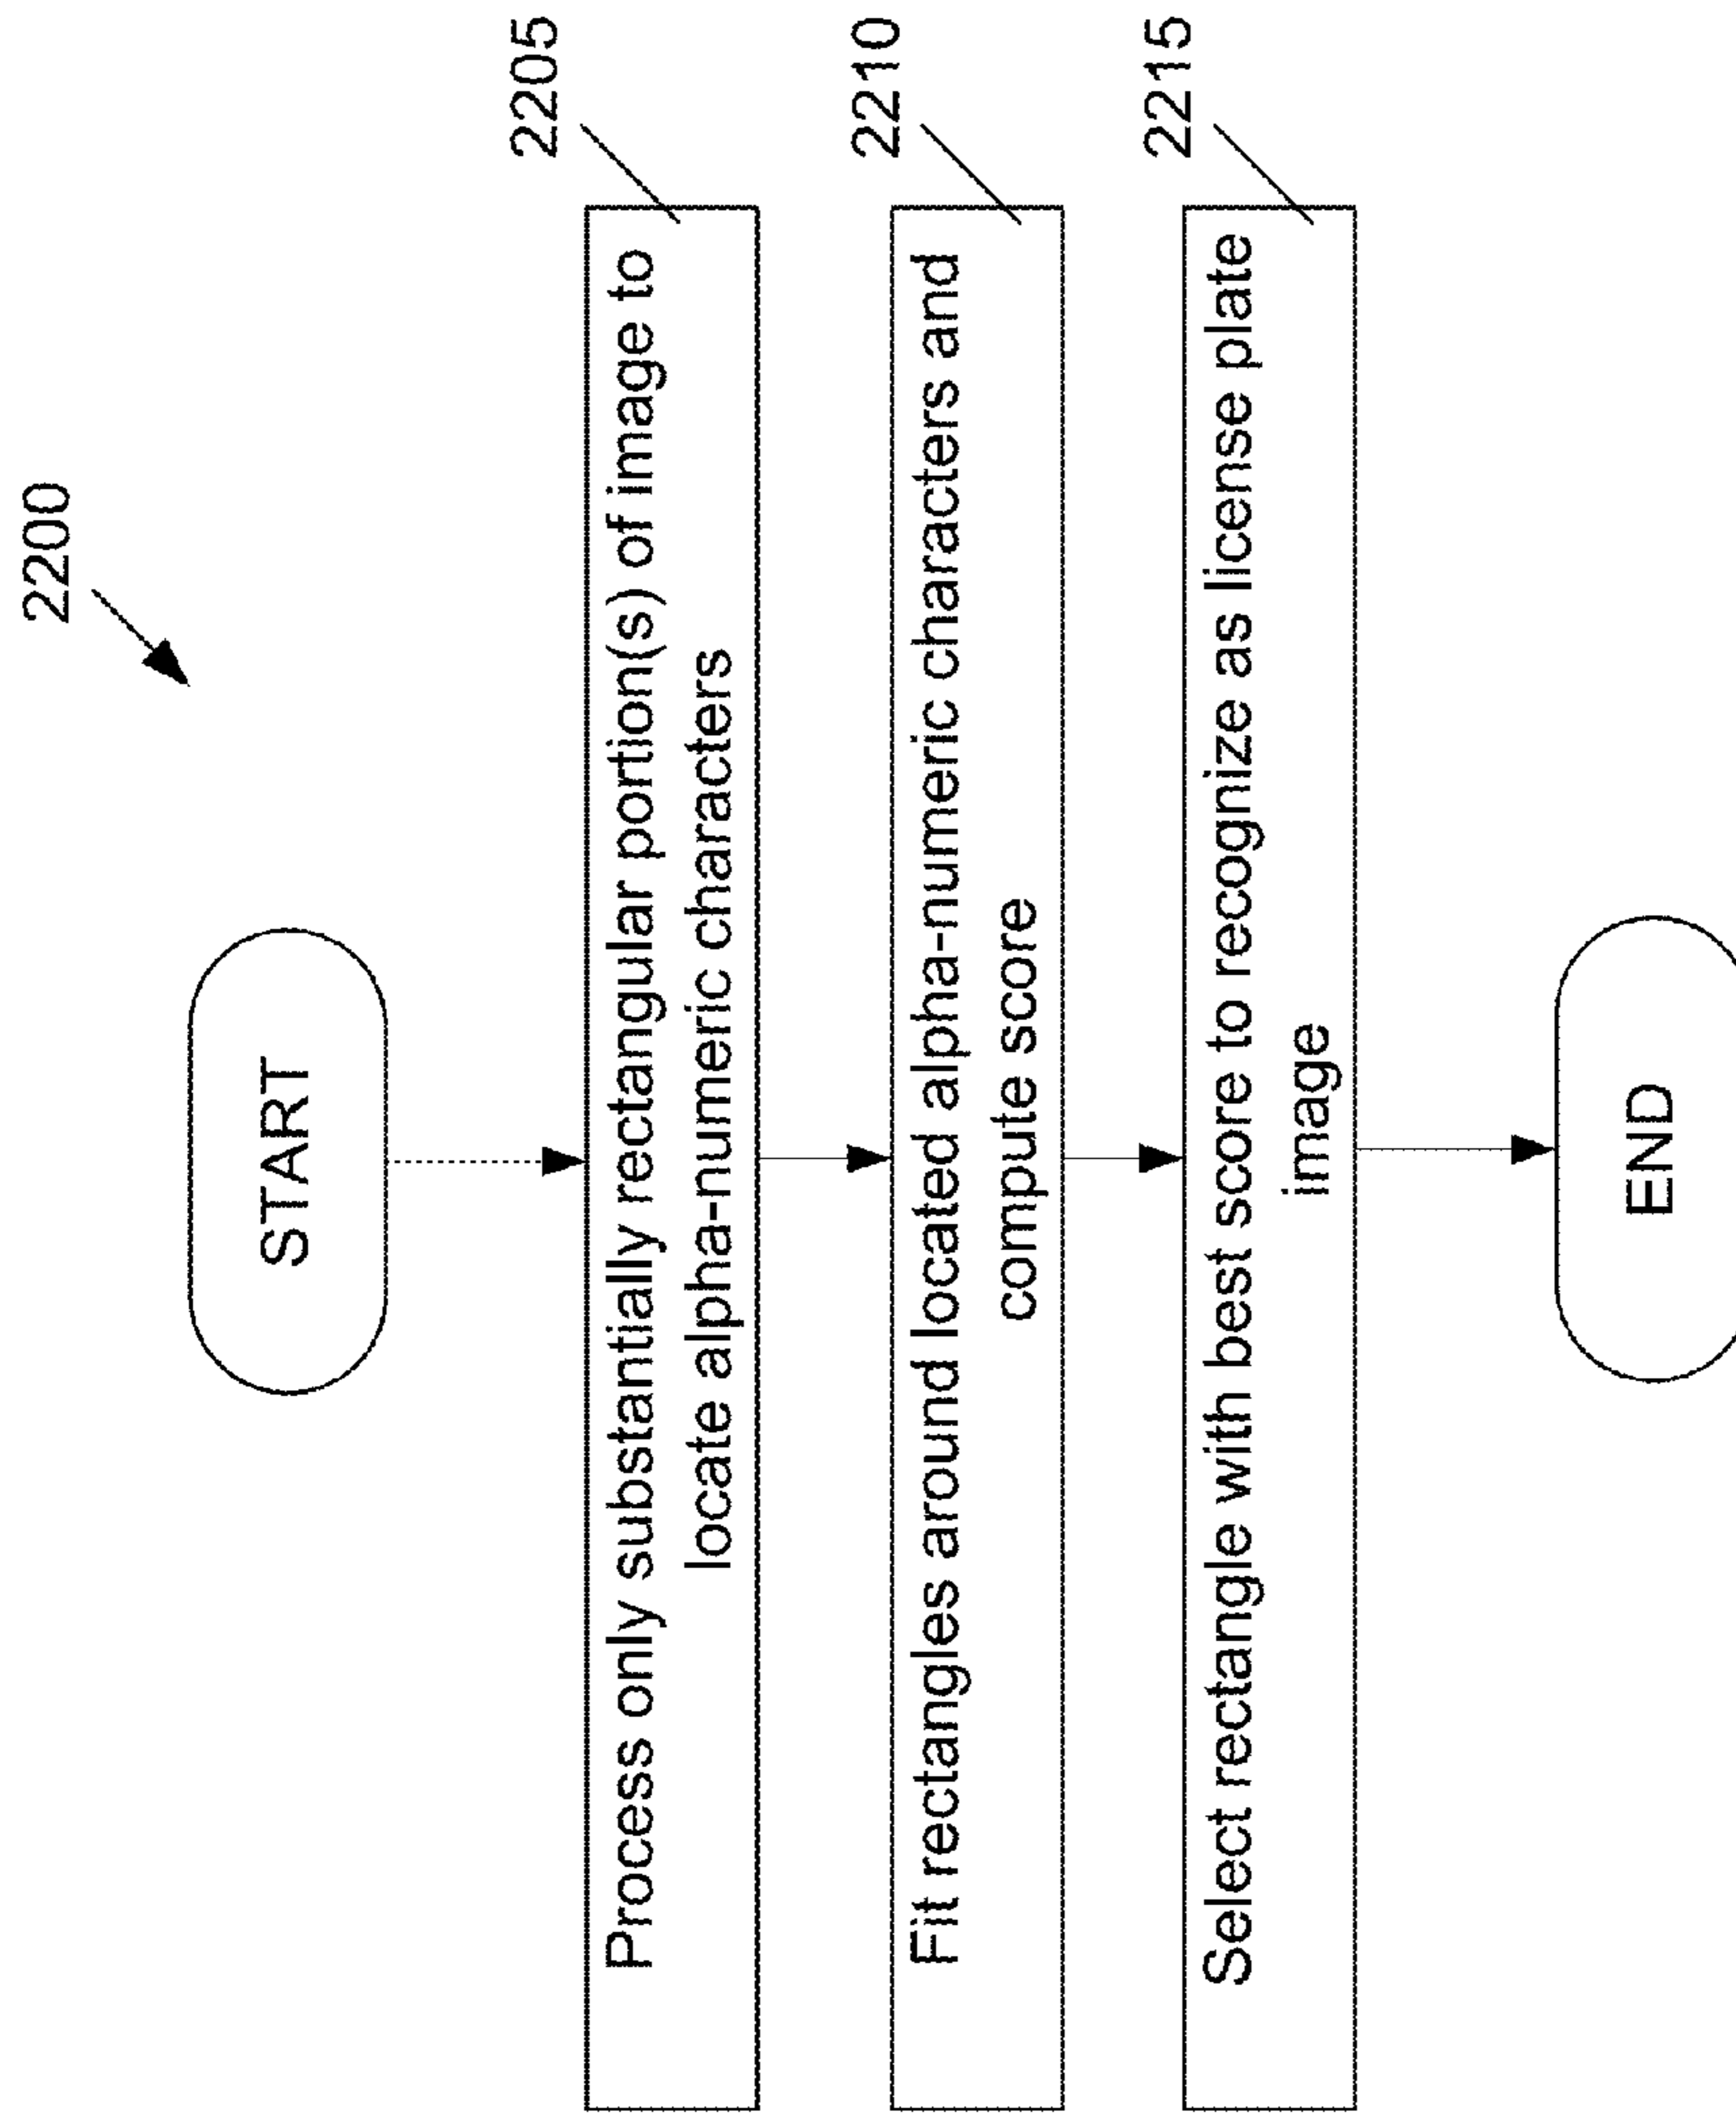 2200
START
2205
Process only substantially rectangular portion(s) of image to
locate alpha-numeric characters
2210
Fit rectangles around located alpha-numeric characters and
compute score
2215
Select rectangle with best score to recognize as license plate
image
END